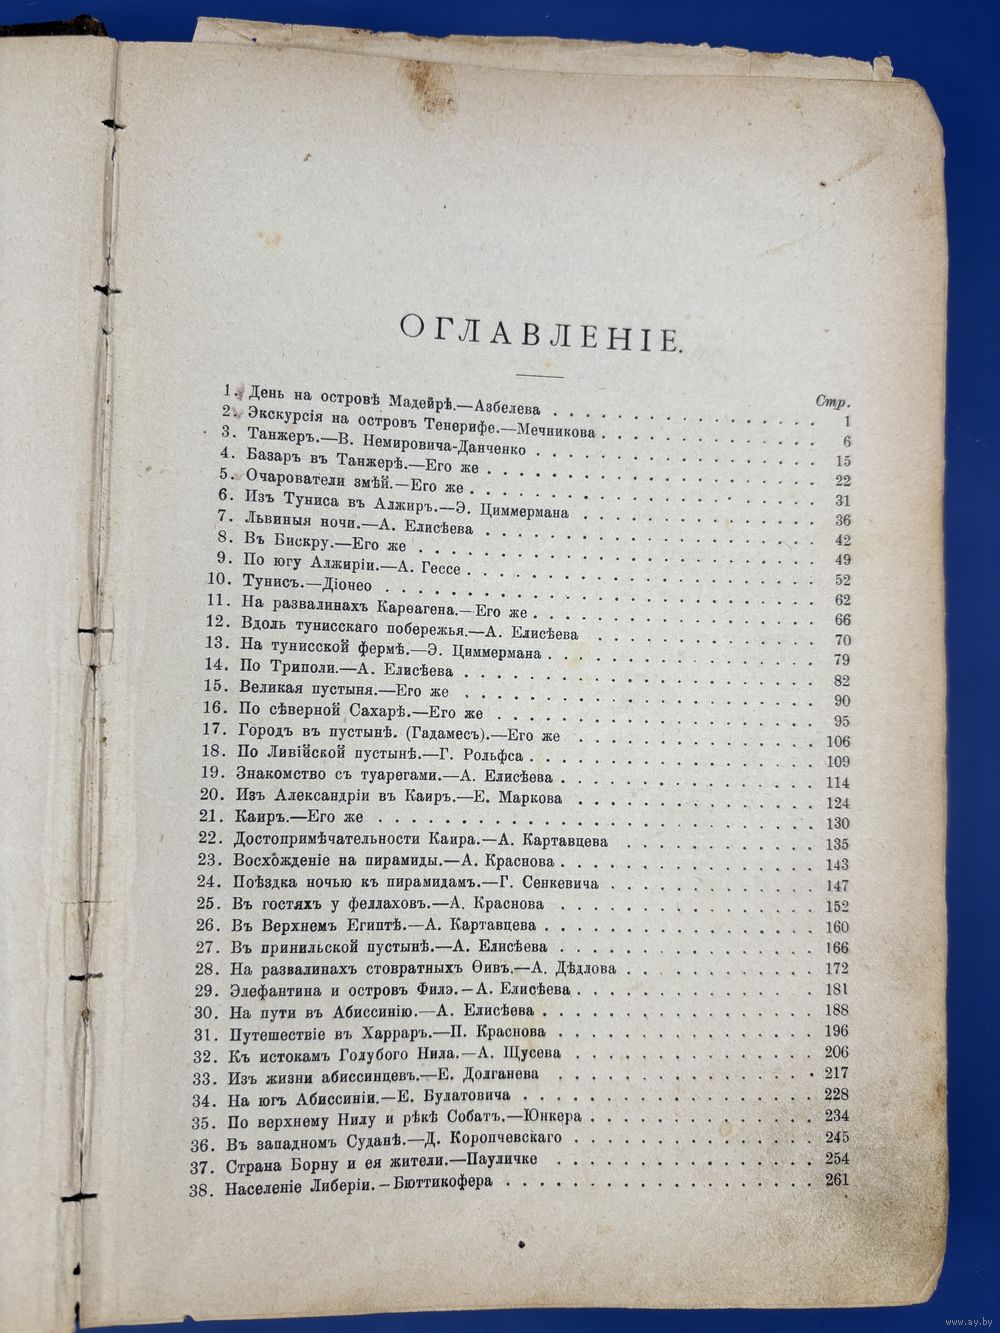 ОГЛАВЛЕНІЕ.
Стр.
1. День на островѣ Мадейрѣ.—Азбелева . . . . . . . . . . . . . . . 1
2. Экскурсія на островъ Тенерифе.—Мечникова . . . . . . . . . . . . . 6
3. Танжеръ.—В. Немировича-Данченко . . . . . . . . . . . . . . . 15
4. Базаръ въ Танжерѣ.—Его же . . . . . . . . . . . . . . . . . 22
5. Очарователи змѣй.—Его же . . . . . . . . . . . . . . . . . . 31
6. Изъ Туниса въ Алжиръ.—Э. Циммермана . . . . . . . . . . . . . 36
7. Львиныя ночи.—А. Елисѣева . . . . . . . . . . . . . . . . . 42
8. Въ Бискру.—Его же . . . . . . . . . . . . . . . . . . . . 49
9. По югу Алжиріи.—А. Гессе . . . . . . . . . . . . . . . . . . 52
10. Тунисъ.—Діонео . . . . . . . . . . . . . . . . . . . . . . 62
11. На развалинахъ Карѳагена.—Его же . . . . . . . . . . . . . . . 66
12. Вдоль тунисскаго побережья.—А. Елисѣева . . . . . . . . . . . . 70
13. На тунисской фермѣ.—Э. Циммермана . . . . . . . . . . . . . . 79
14. По Триполи.—А. Елисѣева . . . . . . . . . . . . . . . . . . 82
15. Великая пустыня.—Его же . . . . . . . . . . . . . . . . . . 90
16. По сѣверной Сахарѣ.—Его же . . . . . . . . . . . . . . . . . 95
17. Городъ въ пустынѣ. (Гадамесъ).—Его же . . . . . . . . . . . . . 106
18. По Ливійской пустынѣ.—Г. Рольфса . . . . . . . . . . . . . . . 109
19. Знакомство съ туарегами.—А. Елисѣева . . . . . . . . . . . . . 114
20. Изъ Александріи въ Каиръ.—Е. Маркова . . . . . . . . . . . . . 124
21. Каиръ.—Его же . . . . . . . . . . . . . . . . . . . . . . 130
22. Достопримѣчательности Каира.—А. Картавцева . . . . . . . . . . . 135
23. Восхожденіе на пирамиды.—А. Краснова . . . . . . . . . . . . . 143
24. Поѣздка ночью къ пирамидамъ.—Г. Сенкевича . . . . . . . . . . . 147
25. Въ гостяхъ у феллаховъ.—А. Краснова . . . . . . . . . . . . . 152
26. Въ Верхнемъ Египтѣ.—А. Картавцева . . . . . . . . . . . . . . 160
27. Въ принильской пустынѣ.—А. Елисѣева . . . . . . . . . . . . . 166
28. На развалинахъ стовратныхъ Ѳивъ.—А. Дѣдлова . . . . . . . . . . 172
29. Элефантина и островъ Филэ.—А. Елисѣева . . . . . . . . . . . . 181
30. На пути въ Абиссинію.—А. Елисѣева . . . . . . . . . . . . . . 188
31. Путешествіе въ Харраръ.—П. Краснова . . . . . . . . . . . . . 196
32. Къ истокамъ Голубого Нила.—А. Щусева . . . . . . . . . . . . . 206
33. Изъ жизни абиссинцевъ.—Е. Долганева . . . . . . . . . . . . . 217
34. На югъ Абиссиніи.—Е. Булатовича . . . . . . . . . . . . . . . 228
35. По верхнему Нилу и рѣкѣ Собатъ.—Юнкера . . . . . . . . . . . . 234
36. Въ западномъ Суданѣ.—Д. Коропчевскаго . . . . . . . . . . . . . 245
37. Страна Борну и ея жители.—Пауличке . . . . . . . . . . . . . . 254
38. Населеніе Либеріи.—Бюттикофера . . . . . . . . . . . . . . . . 261
www.ay.by